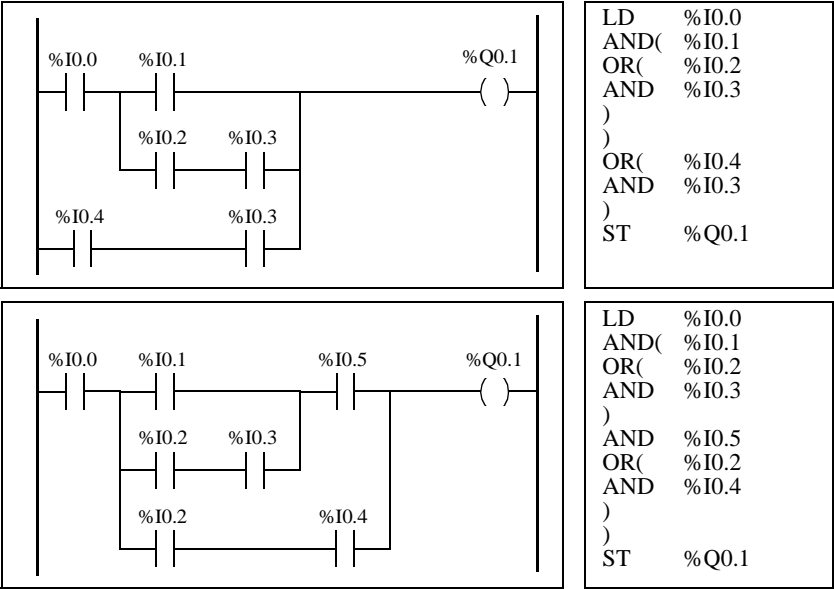 %I0.0 %I0.1 %Q0.1
%I0.2 %I0.3
%I0.4 %I0.3
LD %I0.0
AND( %I0.1
OR( %I0.2
AND %I0.3
)
)
OR( %I0.4
AND %I0.3
)
ST %Q0.1
%I0.0 %I0.1 %I0.5 %Q0.1
%I0.2 %I0.3
%I0.2 %I0.4
LD %I0.0
AND( %I0.1
OR( %I0.2
AND %I0.3
)
AND %I0.5
OR( %I0.2
AND %I0.4
)
)
ST %Q0.1